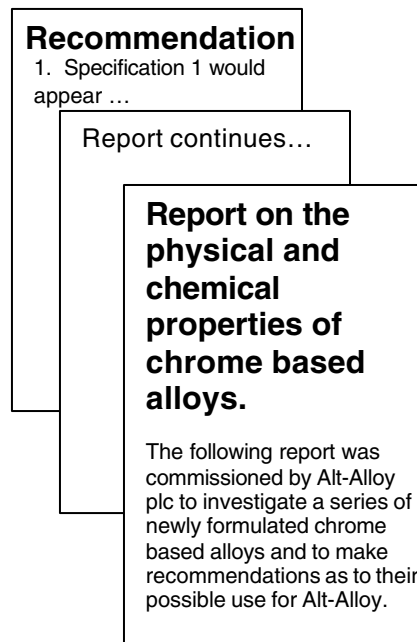 Recommendation
1. Specification 1 would
appear …
Report continues…
Report on the
physical and
chemical
properties of
chrome based
alloys.
The following report was
commissioned by Alt-Alloy
plc to investigate a series of
newly formulated chrome
based alloys and to make
recommendations as to their
possible use for Alt-Alloy.